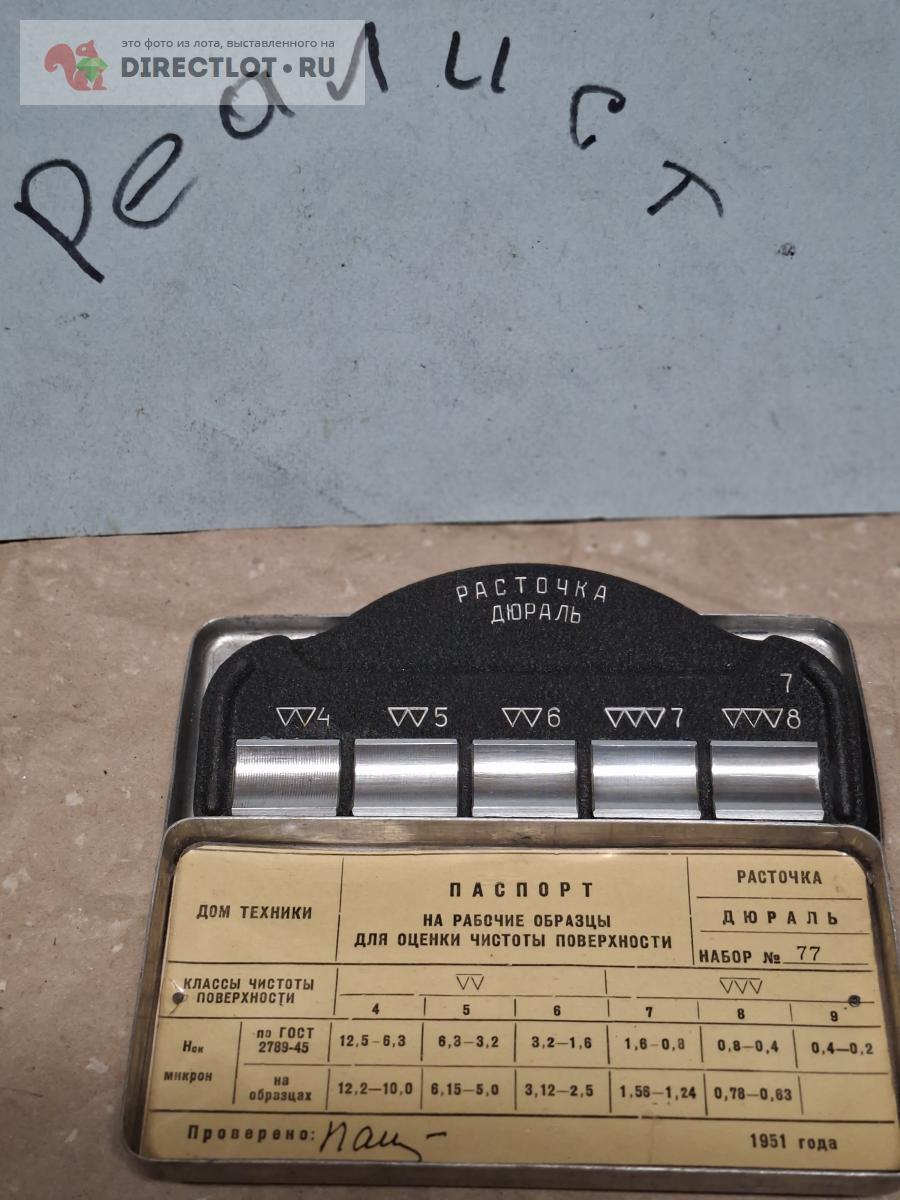 это фото из лота, выставленного на
DIRECTLOT.RU
Реалист
РАСТОЧКА
ДЮРАЛЬ
7
▽▽4 ▽▽5 ▽▽6 ▽▽▽7 ▽▽▽8
ДОМ ТЕХНИКИ
ПАСПОРТ
НА РАБОЧИЕ ОБРАЗЦЫ
ДЛЯ ОЦЕНКИ ЧИСТОТЫ ПОВЕРХНОСТИ
РАСТОЧКА
ДЮРАЛЬ
НАБОР № 77
КЛАССЫ ЧИСТОТЫ
ПОВЕРХНОСТИ
▽▽ ▽▽▽
4 5 6 7 8 9
Нск
микрон
по ГОСТ
2789-45
12,5-6,3 6,3—3,2 3,2—1,6 1,6-0,8 0,8—0,4 0,4—0,2
на
образцах
12,2—10,0 6,15—5,0 3,12—2,5 1,56—1,24 0,78—0,63
Проверено:
1951 года